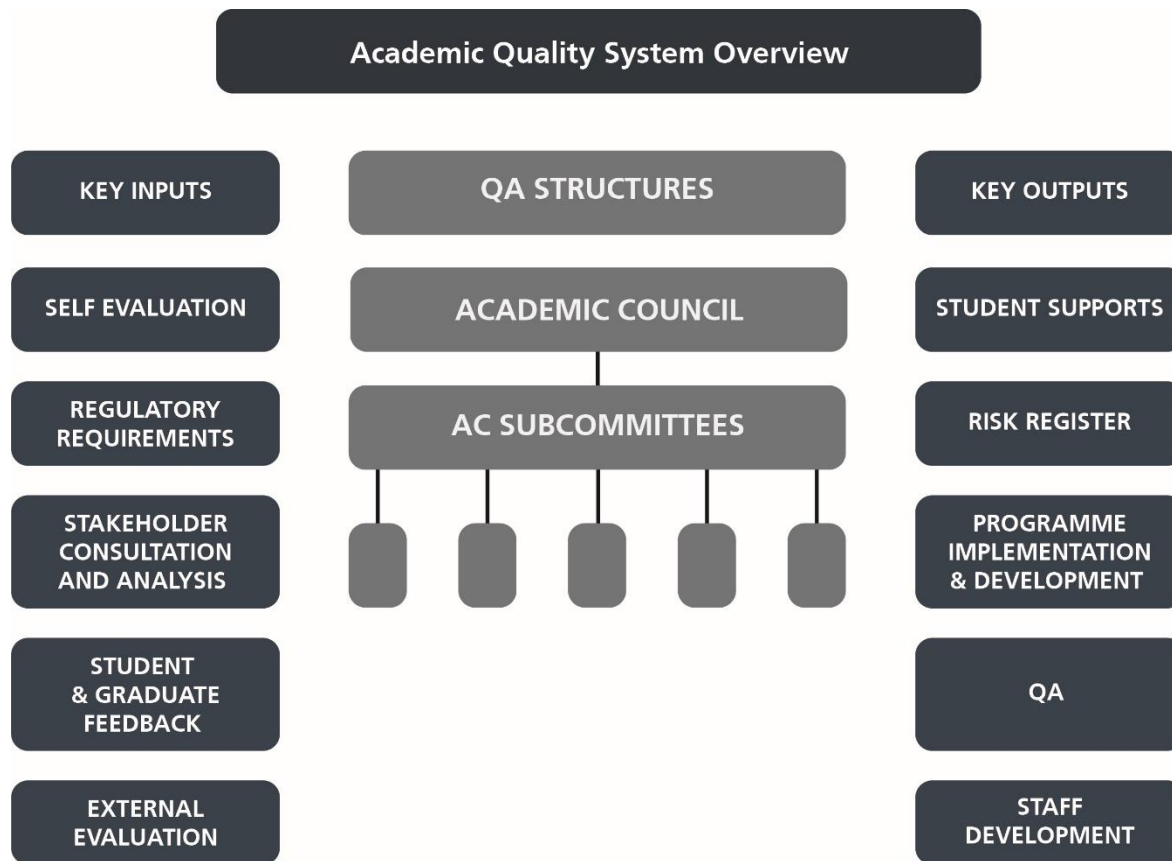 Academic Quality System Overview
KEY INPUTS
SELF EVALUATION
REGULATORY
REQUIREMENTS
STAKEHOLDER
CONSULTATION
AND ANALYSIS
STUDENT
& GRADUATE
FEEDBACK
EXTERNAL
EVALUATION
QA STRUCTURES
ACADEMIC COUNCIL
AC SUBCOMMITTEES
KEY OUTPUTS
STUDENT SUPPORTS
RISK REGISTER
PROGRAMME
IMPLEMENTATION
& DEVELOPMENT
QA
STAFF
DEVELOPMENT